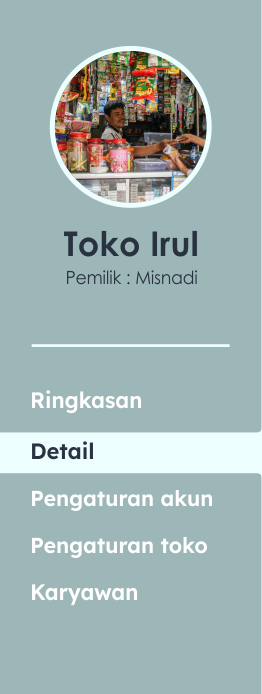 Toko Irul
Pemilik : Misnadi
Ringkasan
Detail
Pengaturan akun
Pengaturan toko
Karyawan